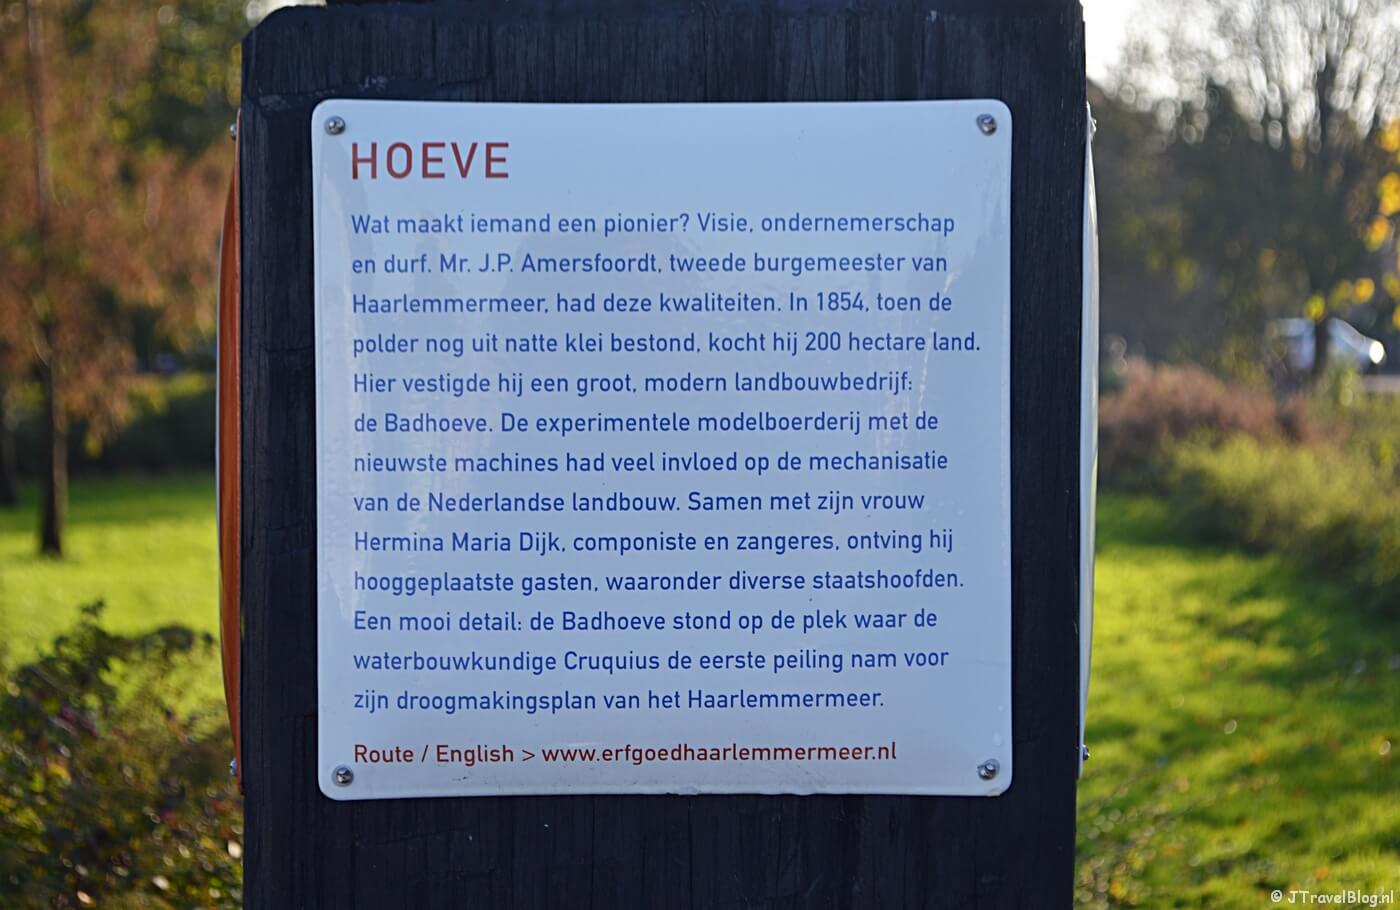 HOEVE
Wat maakt iemand een pionier? Visie, ondernemerschap
en durf. Mr. J.P. Amersfoordt, tweede burgemeester van
Haarlemmermeer, had deze kwaliteiten. In 1854, toen de
polder nog uit natte klei bestond, kocht hij 200 hectare land.
Hier vestigde hij een groot, modern landbouwbedrijf:
de Badhoeve. De experimentele modelboerderij met de
nieuwste machines had veel invloed op de mechanisatie
van de Nederlandse landbouw. Samen met zijn vrouw
Hermina Maria Dijk, componiste en zangeres, ontving hij
hooggeplaatste gasten, waaronder diverse staatshoofden.
Een mooi detail: de Badhoeve stond op de plek waar de
waterbouwkundige Cruquius de eerste peiling nam voor
zijn droogmakingsplan van het Haarlemmermeer.
Route / English > www.erfgoedhaarlemmermeer.nl
© JTravelBlog.nl